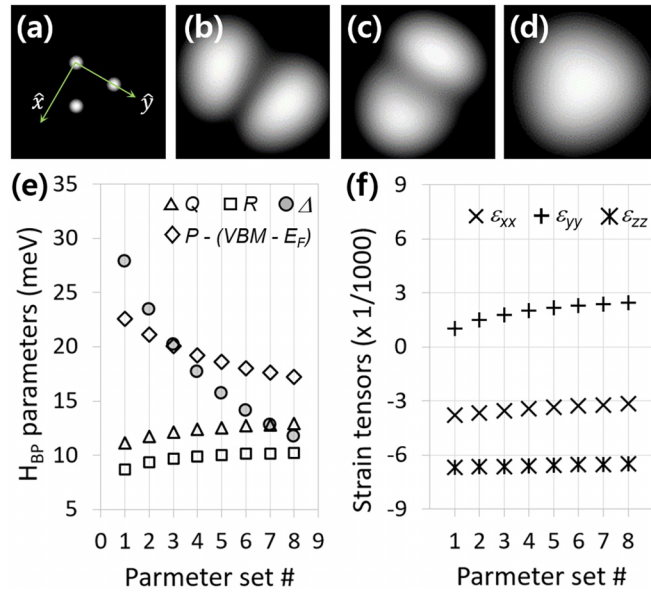 (a) (b) (c) (d)
x̂ ŷ
(e) (f)
H_BP parameters (meV)
35
30
25
20
15
10
5
Q R Δ
P - (VBM - E_F)
0 1 2 3 4 5 6 7 8 9
Parmeter set #
Strain tensors (x 1/1000)
9
6
3
0
-3
-6
-9
ε_xx ε_yy ε_zz
1 2 3 4 5 6 7 8
Parmeter set #